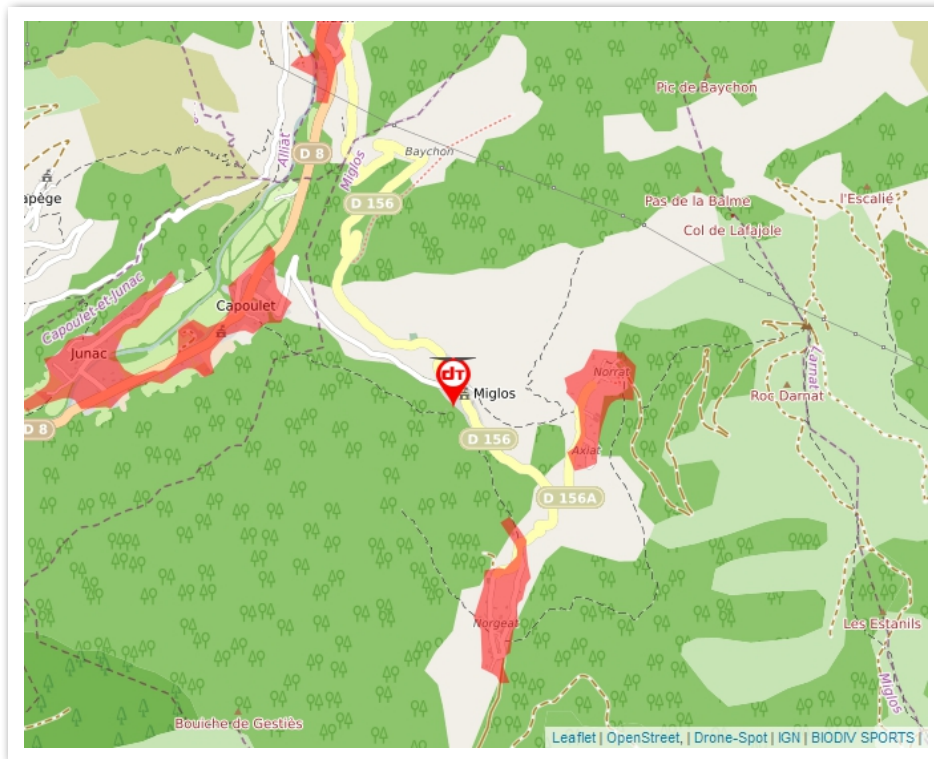 Alliat
Miglos
D 8
Baychon
Pic de Baychon
D 156
apège
Pas de la Balme
l'Escalié
Col de Lafajole
Capoulet-et-Junac
Capoulet
Junac
Norrat
Larnat
dT
Miglos
Roc Darnat
D 8
D 156
Axiat
D 156A
Norgeat
Les Estanils
Miglos
Bouiche de Gestiès
Leaflet | OpenStreet, | Drone-Spot | IGN | BIODIV SPORTS |